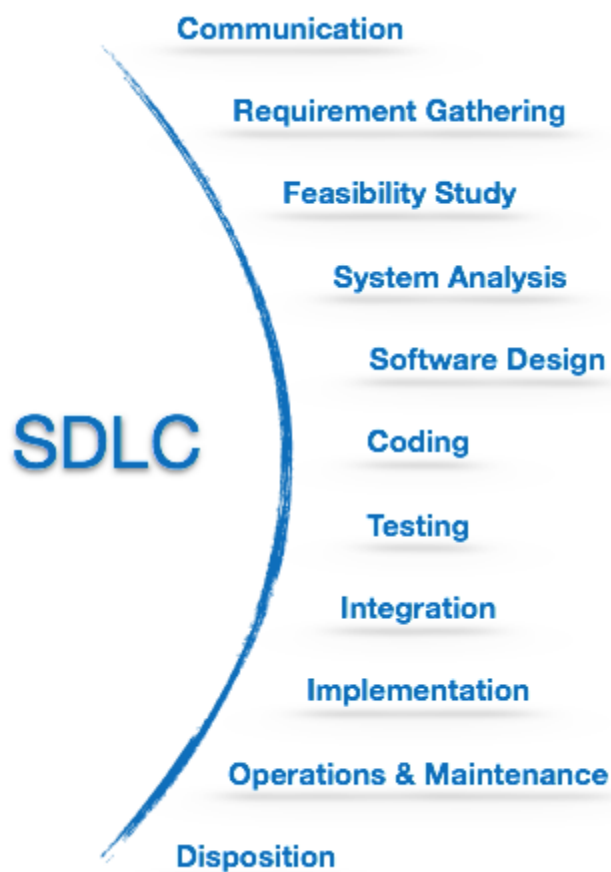 Communication
Requirement Gathering
Feasibility Study
System Analysis
Software Design
SDLC
Coding
Testing
Integration
Implementation
Operations & Maintenance
Disposition